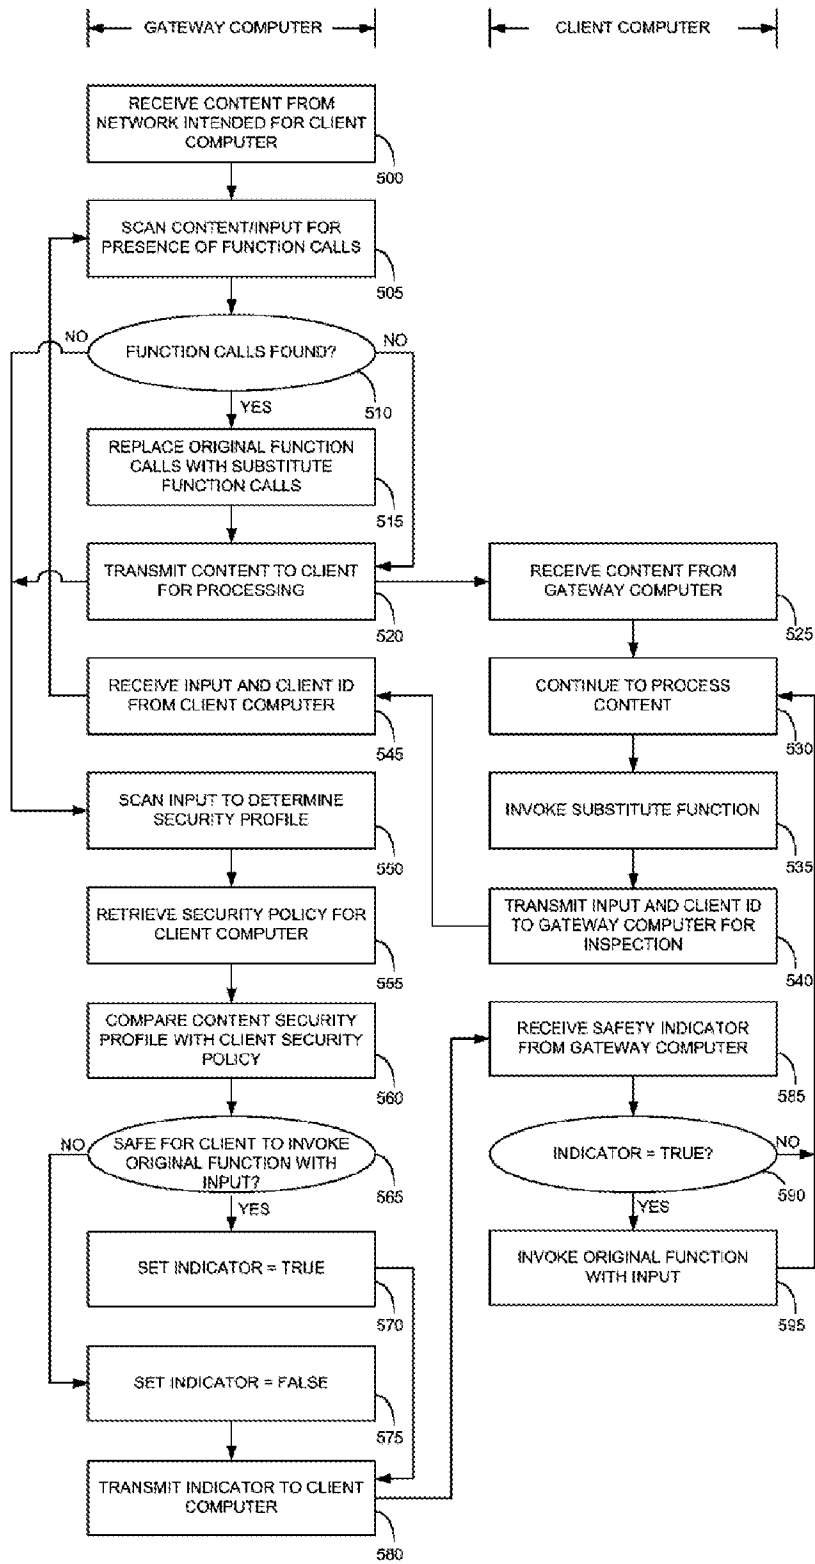 GATEWAY COMPUTER
CLIENT COMPUTER
RECEIVE CONTENT FROM
NETWORK INTENDED FOR CLIENT
COMPUTER
500
SCAN CONTENT/INPUT FOR
PRESENCE OF FUNCTION CALLS
505
NO
NO
FUNCTION CALLS FOUND?
510
YES
REPLACE ORIGINAL FUNCTION
CALLS WITH SUBSTITUTE
FUNCTION CALLS
515
TRANSMIT CONTENT TO CLIENT
FOR PROCESSING
520
RECEIVE CONTENT FROM
GATEWAY COMPUTER
525
RECEIVE INPUT AND CLIENT ID
FROM CLIENT COMPUTER
545
CONTINUE TO PROCESS
CONTENT
530
SCAN INPUT TO DETERMINE
SECURITY PROFILE
550
INVOKE SUBSTITUTE FUNCTION
535
RETRIEVE SECURITY POLICY FOR
CLIENT COMPUTER
555
TRANSMIT INPUT AND CLIENT ID
TO GATEWAY COMPUTER FOR
INSPECTION
540
COMPARE CONTENT SECURITY
PROFILE WITH CLIENT SECURITY
POLICY
560
RECEIVE SAFETY INDICATOR
FROM GATEWAY COMPUTER
585
NO
SAFE FOR CLIENT TO INVOKE
ORIGINAL FUNCTION WITH
INPUT?
565
YES
INDICATOR = TRUE?
NO
590
YES
SET INDICATOR = TRUE
570
INVOKE ORIGINAL FUNCTION
WITH INPUT
595
SET INDICATOR = FALSE
575
TRANSMIT INDICATOR TO CLIENT
COMPUTER
580